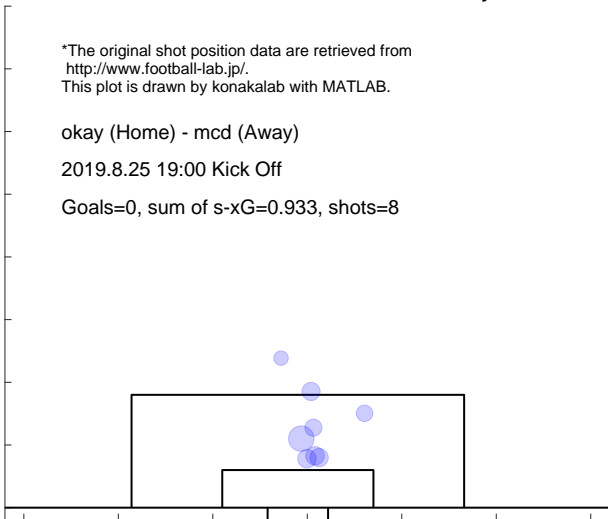 *The original shot position data are retrieved from
http://www.football-lab.jp/.
This plot is drawn by konakalab with MATLAB.
okay (Home) - mcd (Away)
2019.8.25 19:00 Kick Off
Goals=0, sum of s-xG=0.933, shots=8